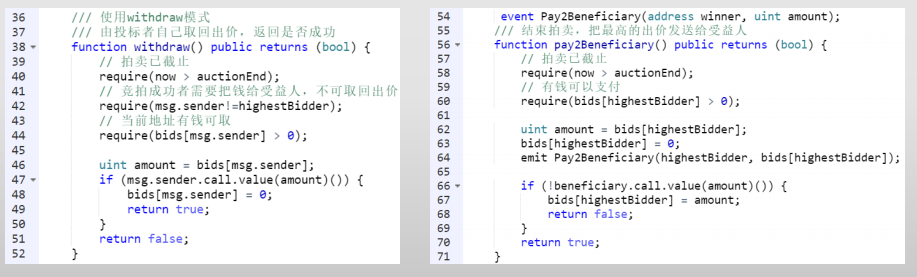 36 /// 使用withdraw模式
37 /// 由投标者自己取回出价，返回是否成功
38 function withdraw() public returns (bool) {
39 // 拍卖已截止
40 require(now > auctionEnd);
41 // 竞拍成功者需要把钱给受益人，不可取回出价
42 require(msg.sender!=highestBidder);
43 // 当前地址有钱可取
44 require(bids[msg.sender] > 0);
45
46 uint amount = bids[msg.sender];
47 if (msg.sender.call.value(amount)()) {
48 bids[msg.sender] = 0;
49 return true;
50 }
51 return false;
52 }
54 event Pay2Beneficiary(address winner, uint amount);
55 /// 结束拍卖，把最高的出价发送给受益人
56 function pay2Beneficiary() public returns (bool) {
57 // 拍卖已截止
58 require(now > auctionEnd);
59 // 有钱可以支付
60 require(bids[highestBidder] > 0);
61
62 uint amount = bids[highestBidder];
63 bids[highestBidder] = 0;
64 emit Pay2Beneficiary(highestBidder, bids[highestBidder]);
65
66 if (!beneficiary.call.value(amount)()) {
67 bids[highestBidder] = amount;
68 return false;
69 }
70 return true;
71 }